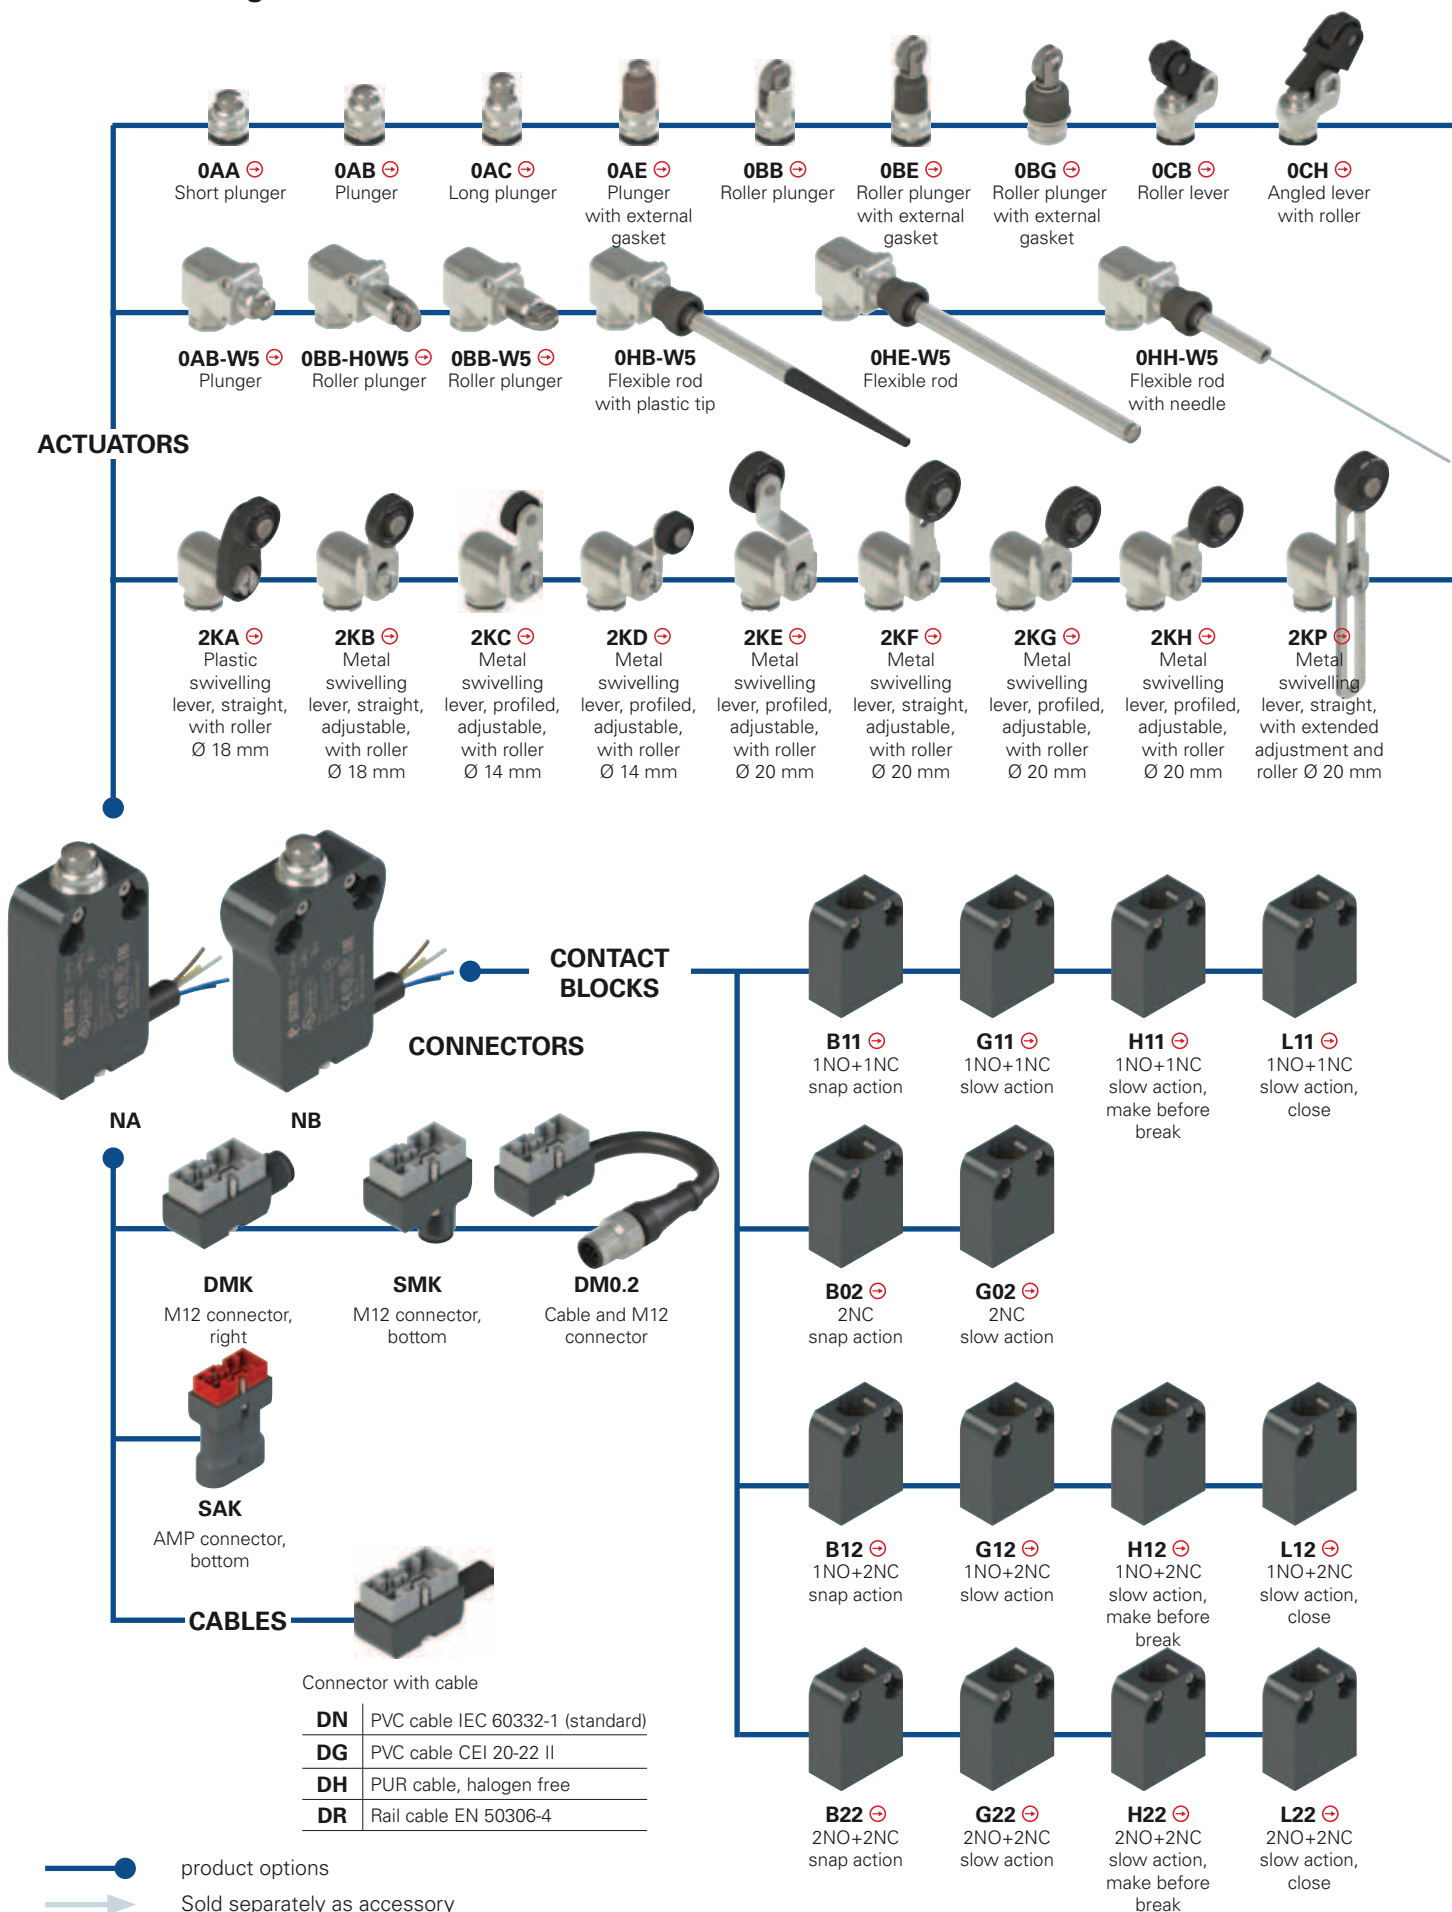 0AA
Short plunger
0AB
Plunger
0AC
Long plunger
0AE
Plunger
with external
gasket
0BB
Roller plunger
0BE
Roller plunger
with external
gasket
0BG
Roller plunger
with external
gasket
0CB
Roller lever
0CH
Angled lever
with roller
0AB-W5
Plunger
0BB-H0W5
Roller plunger
0BB-W5
Roller plunger
0HB-W5
Flexible rod
with plastic tip
0HE-W5
Flexible rod
0HH-W5
Flexible rod
with needle
ACTUATORS
2KA
Plastic
swivelling
lever, straight,
with roller
Ø 18 mm
2KB
Metal
swivelling
lever, straight,
adjustable,
with roller
Ø 18 mm
2KC
Metal
swivelling
lever, profiled,
adjustable,
with roller
Ø 14 mm
2KD
Metal
swivelling
lever, profiled,
adjustable,
with roller
Ø 14 mm
2KE
Metal
swivelling
lever, profiled,
adjustable,
with roller
Ø 20 mm
2KF
Metal
swivelling
lever, straight,
adjustable,
with roller
Ø 20 mm
2KG
Metal
swivelling
lever, profiled,
adjustable,
with roller
Ø 20 mm
2KH
Metal
swivelling
lever, profiled,
adjustable,
with roller
Ø 20 mm
2KP
Metal
swivelling
lever, straight,
with extended
adjustment and
roller Ø 20 mm
CONTACT
BLOCKS
CONNECTORS
NA
NB
B11
1NO+1NC
snap action
G11
1NO+1NC
slow action
H11
1NO+1NC
slow action,
make before
break
L11
1NO+1NC
slow action,
close
B02
2NC
snap action
G02
2NC
slow action
DMK
M12 connector,
right
SMK
M12 connector,
bottom
DM0.2
Cable and M12
connector
SAK
AMP connector,
bottom
B12
1NO+2NC
snap action
G12
1NO+2NC
slow action
H12
1NO+2NC
slow action,
make before
break
L12
1NO+2NC
slow action,
close
CABLES
Connector with cable
DN PVC cable IEC 60332-1 (standard)
DG PVC cable CEI 20-22 II
DH PUR cable, halogen free
DR Rail cable EN 50306-4
B22
2NO+2NC
snap action
G22
2NO+2NC
slow action
H22
2NO+2NC
slow action,
make before
break
L22
2NO+2NC
slow action,
close
product options
Sold separately as accessory